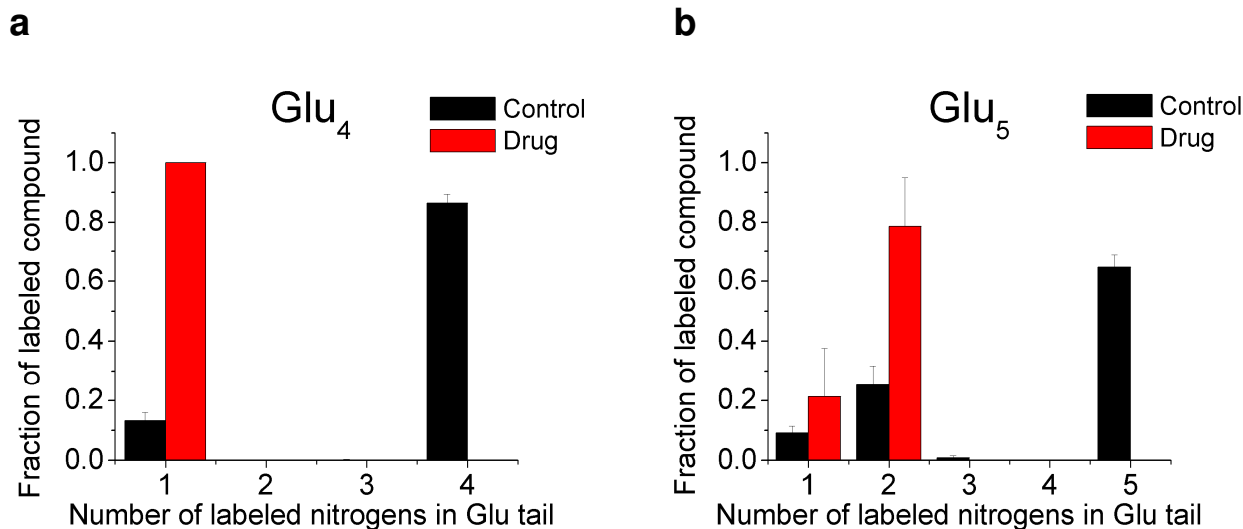 a
Glu4
Control
Drug
Fraction of labeled compound
1.0
0.8
0.6
0.4
0.2
0.0
1 2 3 4
Number of labeled nitrogens in Glu tail
b
Glu5
Control
Drug
Fraction of labeled compound
1.0
0.8
0.6
0.4
0.2
0.0
1 2 3 4 5
Number of labeled nitrogens in Glu tail